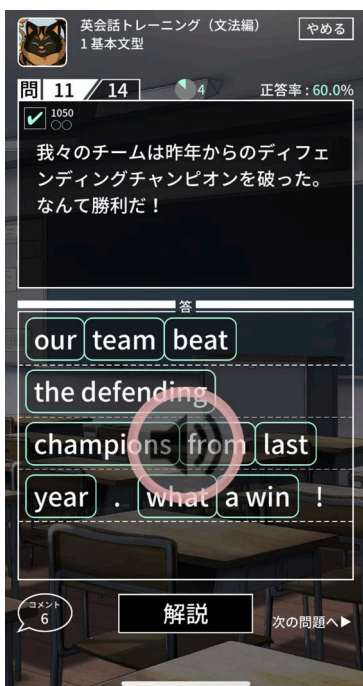 英会話トレーニング（文法編）
1 基本文型
やめる
問 11 / 14
4
正答率 : 60.0%
1050
○○
我々のチームは昨年からのディフェ
ンディングチャンピオンを破った。
なんて勝利だ！
答
our team beat
the defending
champions from last
year . what a win !
コメント
6
解説
次の問題へ▶